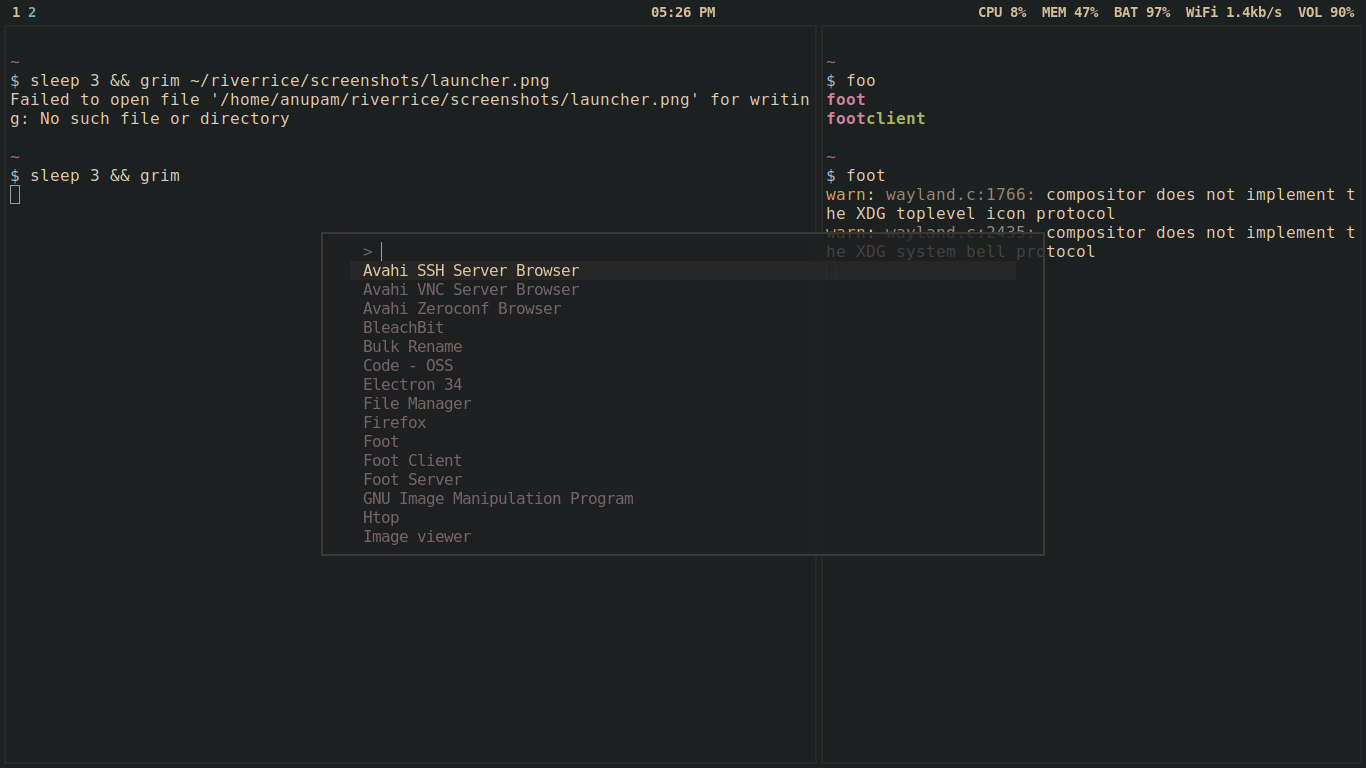 1 2 05:26 PM CPU 8% MEM 47% BAT 97% WiFi 1.4kb/s VOL 90%
~
$ sleep 3 && grim ~/riverrice/screenshots/launcher.png
Failed to open file '/home/anupam/riverrice/screenshots/launcher.png' for writin
g: No such file or directory
~
$ sleep 3 && grim
~
$ foo
foot
footclient
~
$ foot
warn: wayland.c:1766: compositor does not implement t
he XDG toplevel icon protocol
warn: wayland.c:2435: compositor does not implement t
he XDG system bell protocol
>
Avahi SSH Server Browser
Avahi VNC Server Browser
Avahi Zeroconf Browser
BleachBit
Bulk Rename
Code - OSS
Electron 34
File Manager
Firefox
Foot
Foot Client
Foot Server
GNU Image Manipulation Program
Htop
Image viewer